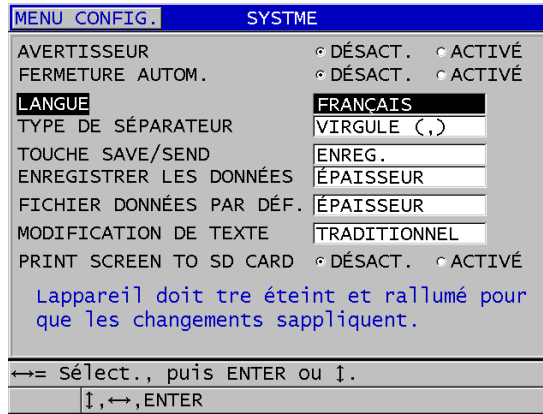 MENU CONFIG. SYSTME
AVERTISSEUR DÉSACT. ACTIVÉ
FERMETURE AUTOM. DÉSACT. ACTIVÉ
LANGUE FRANÇAIS
TYPE DE SÉPARATEUR VIRGULE (,)
TOUCHE SAVE/SEND ENREG.
ENREGISTRER LES DONNÉES ÉPAISSEUR
FICHIER DONNÉES PAR DÉF. ÉPAISSEUR
MODIFICATION DE TEXTE TRADITIONNEL
PRINT SCREEN TO SD CARD DÉSACT. ACTIVÉ
Lappareil doit tre éteint et rallumé pour
que les changements sappliquent.
↔= Sélect., puis ENTER ou ↕.
↕,↔,ENTER